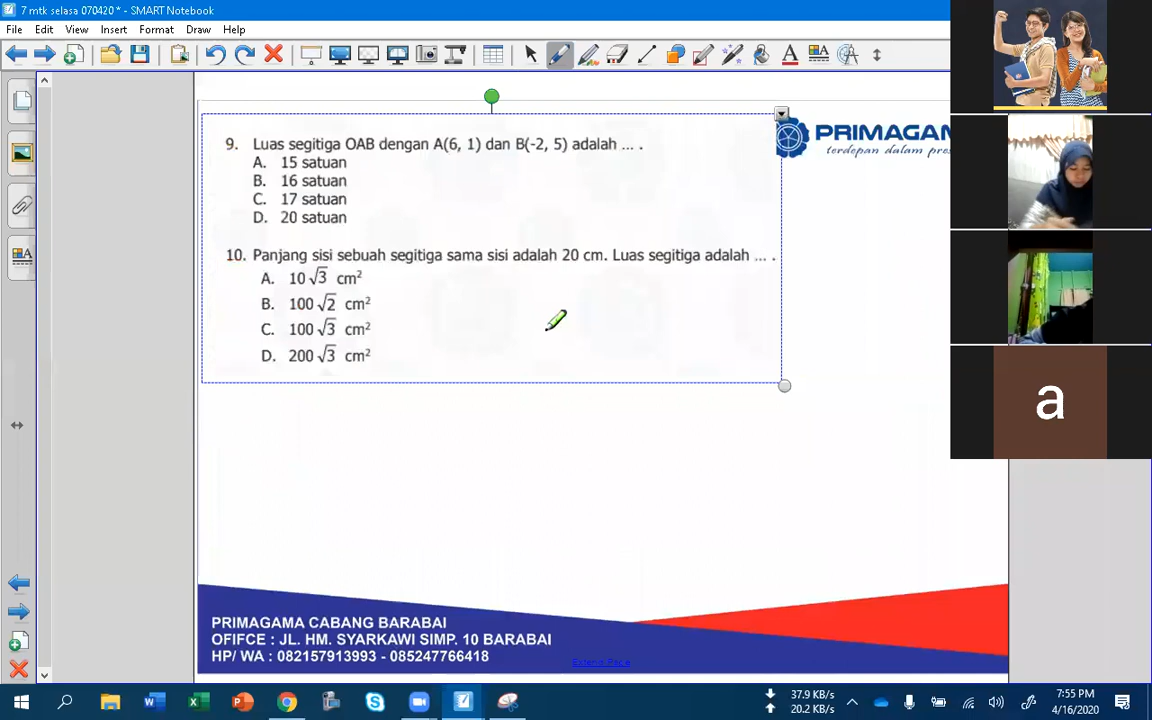 7 mtk selasa 070420 * - SMART Notebook
File Edit View Insert Format Draw Help
PRIMAGAM
terdepan dalam pres
9. Luas segitiga OAB dengan A(6, 1) dan B(-2, 5) adalah ... .
A. 15 satuan
B. 16 satuan
C. 17 satuan
D. 20 satuan
10. Panjang sisi sebuah segitiga sama sisi adalah 20 cm. Luas segitiga adalah ... .
A. 10√3 cm²
B. 100√2 cm²
C. 100√3 cm²
D. 200√3 cm²
a
PRIMAGAMA CABANG BARABAI
OFIFCE : JL. HM. SYARKAWI SIMP. 10 BARABAI
HP/ WA : 082157913993 - 085247766418
Extend Page
37.9 KB/s
20.2 KB/s
7:55 PM
4/16/2020